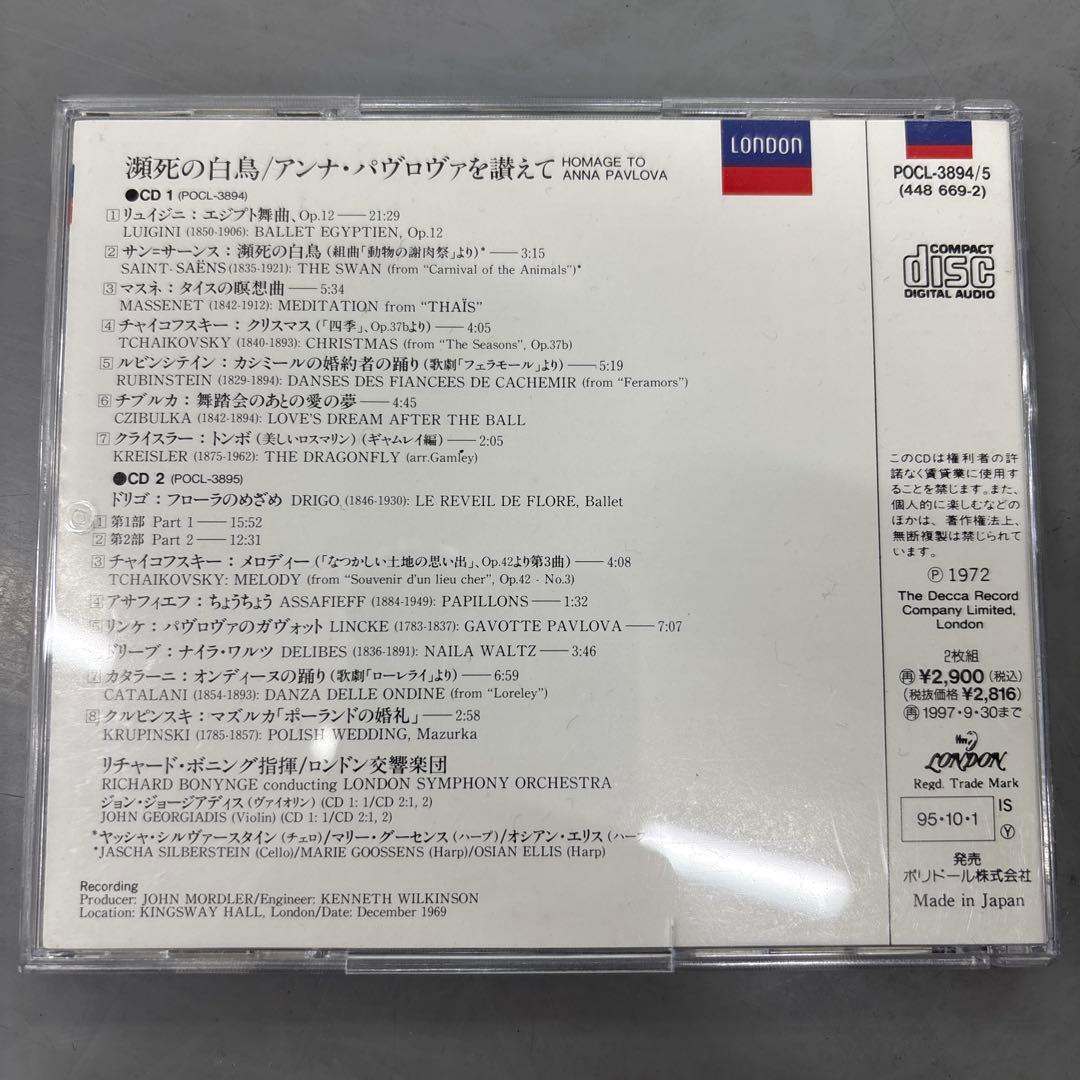 瀕死の白鳥/アンナ・パヴロヴァを讃えて HOMAGE TO ANNA PAVLOVA
●CD 1 (POCL-3894)
1 リュイジニ：エジプト舞曲、Op.12 — 21:29
LUIGINI (1850-1906): BALLET EGYPTIEN, Op.12
2 サン=サーンス：瀕死の白鳥(組曲「動物の謝肉祭」より)* — 3:15
SAINT-SAËNS (1835-1921): THE SWAN (from “Carnival of the Animals”)*
3 マスネ：タイスの瞑想曲 — 5:34
MASSENET (1842-1912): MEDITATION from “THAÏS”
4 チャイコフスキー：クリスマス(「四季」、Op.37bより) — 4:05
TCHAIKOVSKY (1840-1893): CHRISTMAS (from “The Seasons”, Op.37b)
5 ルビンシテイン：カシミールの婚約者の踊り(歌劇「フェラモール」より) — 5:19
RUBINSTEIN (1829-1894): DANSES DES FIANCEES DE CACHEMIR (from “Feramors”)
6 チブルカ：舞踏会のあとの愛の夢 — 4:45
CZIBULKA (1842-1894): LOVE'S DREAM AFTER THE BALL
7 クライスラー：トンボ(美しいロスマリン)(ギャムレイ編) — 2:05
KREISLER (1875-1962): THE DRAGONFLY (arr.Gamley)
●CD 2 (POCL-3895)
ドリゴ：フローラのめざめ DRIGO (1846-1930): LE REVEIL DE FLORE, Ballet
1 第1部 Part 1 — 15:52
2 第2部 Part 2 — 12:31
3 チャイコフスキー：メロディー(「なつかしい土地の思い出」、Op.42より第3曲) — 4:08
TCHAIKOVSKY: MELODY (from “Souvenir d'un lieu cher”, Op.42 - No.3)
4 アサフィエフ：ちょうちょう ASSAFIEFF (1884-1949): PAPILLONS — 1:32
5 リンケ：パヴロヴァのガヴォット LINCKE (1783-1837): GAVOTTE PAVLOVA — 7:07
ドリーブ：ナイラ・ワルツ DELIBES (1836-1891): NAILA WALTZ — 3:46
7 カタラーニ：オンディーヌの踊り(歌劇「ローレライ」より) — 6:59
CATALANI (1854-1893): DANZA DELLE ONDINE (from “Loreley”)
8 クルピンスキ：マズルカ「ポーランドの婚礼」 — 2:58
KRUPINSKI (1785-1857): POLISH WEDDING, Mazurka
リチャード・ボニング指揮/ロンドン交響楽団
RICHARD BONYNGE conducting LONDON SYMPHONY ORCHESTRA
ジョン・ジョージアディス(ヴァイオリン)(CD 1: 1/CD 2:1, 2)
JOHN GEORGIADIS (Violin) (CD 1: 1/CD 2:1, 2)
*ヤッシャ・シルヴァースタイン(チェロ)/マリー・グーセンス(ハープ)/オシアン・エリス(ハー
*JASCHA SILBERSTEIN (Cello)/MARIE GOOSSENS (Harp)/OSIAN ELLIS (Harp)
Recording
Producer: JOHN MORDLER/Engineer: KENNETH WILKINSON
Location: KINGSWAY HALL, London/Date: December 1969
LONDON
POCL-3894/5
(448 669-2)
COMPACT
disc
DIGITAL AUDIO
このCDは権利者の許
諾なく賃貸業に使用す
ることを禁じます。また、
個人的に楽しむなどの
ほかは、著作権法上、
無断複製は禁じられて
います。
℗ 1972
The Decca Record
Company Limited,
London
2枚組
再 ¥2,900 (税込)
(税抜価格 ¥2,816)
再 1997・9・30まで
LONDON
Regd. Trade Mark
95・10・1
IS
Y
発売
ポリドール株式会社
Made in Japan